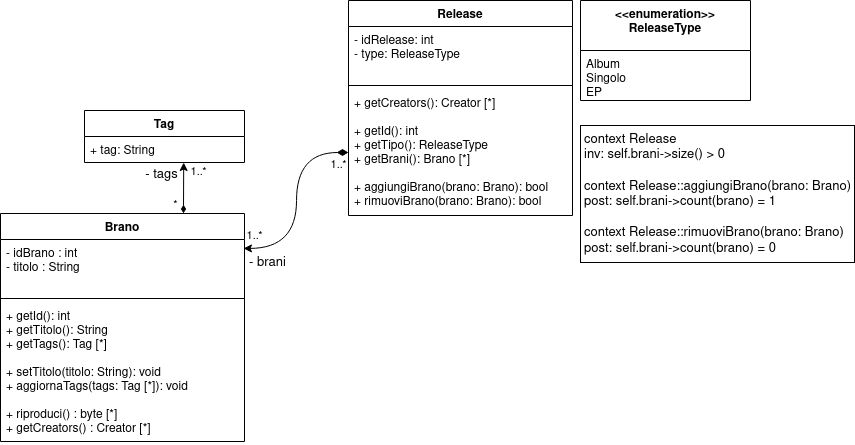 Release
- idRelease: int
- type: ReleaseType
+ getCreators(): Creator [*]
+ getId(): int
+ getTipo(): ReleaseType
+ getBrani(): Brano [*]
+ aggiungiBrano(brano: Brano): bool
+ rimuoviBrano(brano: Brano): bool
<<enumeration>>
ReleaseType
Album
Singolo
EP
context Release
inv: self.brani->size() > 0
context Release::aggiungiBrano(brano: Brano)
post: self.brani->count(brano) = 1
context Release::rimuoviBrano(brano: Brano)
post: self.brani->count(brano) = 0
Tag
+ tag: String
- tags
1..*
*
1..*
1..*
- brani
Brano
- idBrano : int
- titolo : String
+ getId(): int
+ getTitolo(): String
+ getTags(): Tag [*]
+ setTitolo(titolo: String): void
+ aggiornaTags(tags: Tag [*]): void
+ riproduci() : byte [*]
+ getCreators() : Creator [*]